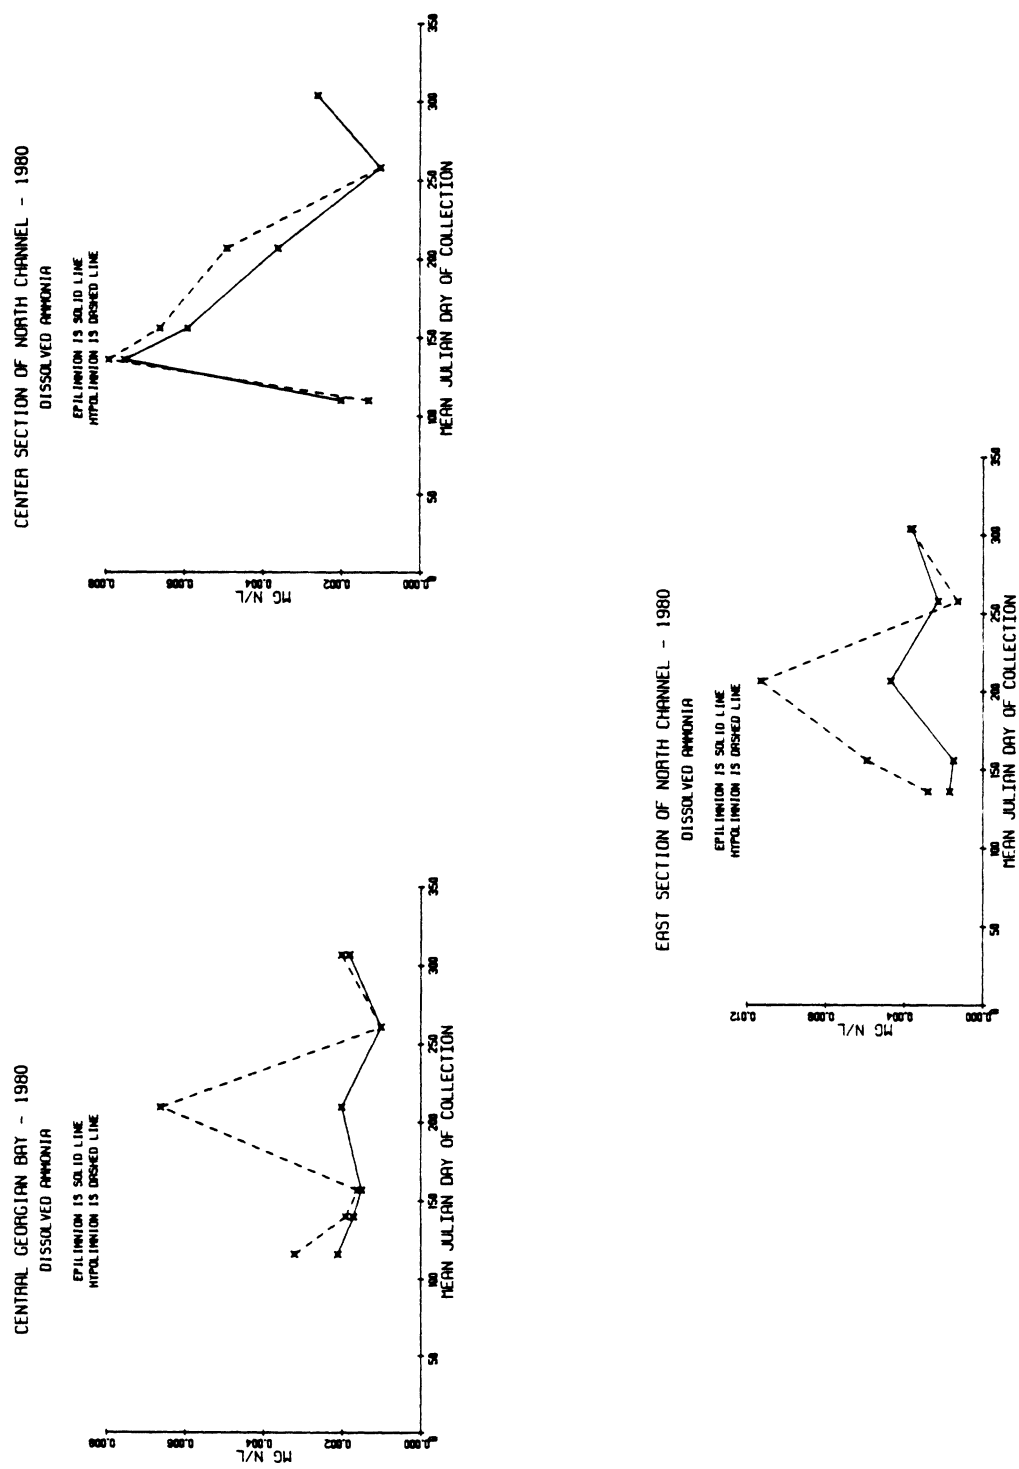 CENTRAL GEORGIAN BAY - 1980
DISSOLVED AMMONIA
EPILIMNION IS SOLID LINE
HYPOLIMNION IS DASHED LINE
0.008
0.006
0.004
0.002
0.000
MG N/L
0 50 100 150 200 250 300 350
MEAN JULIAN DAY OF COLLECTION
CENTER SECTION OF NORTH CHANNEL - 1980
DISSOLVED AMMONIA
EPILIMNION IS SOLID LINE
HYPOLIMNION IS DASHED LINE
0.008
0.006
0.004
0.002
0.000
MG N/L
0 50 100 150 200 250 300 350
MEAN JULIAN DAY OF COLLECTION
EAST SECTION OF NORTH CHANNEL - 1980
DISSOLVED AMMONIA
EPILIMNION IS SOLID LINE
HYPOLIMNION IS DASHED LINE
0.012
0.008
0.004
0.000
MG N/L
0 50 100 150 200 250 300 350
MEAN JULIAN DAY OF COLLECTION